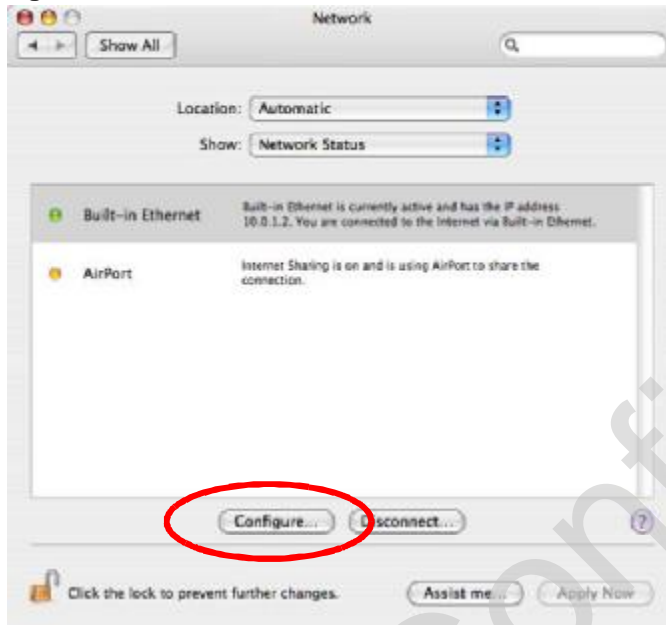 Network
Show All
Location: Automatic
Show: Network Status
Built-in Ethernet
Built-in Ethernet is currently active and has the IP address
10.0.1.2. You are connected to the Internet via Built-in Ethernet.
AirPort
Internet Sharing is on and is using AirPort to share the
connection.
Configure... Disconnect... ?
Click the lock to prevent further changes. Assist me... Apply Now